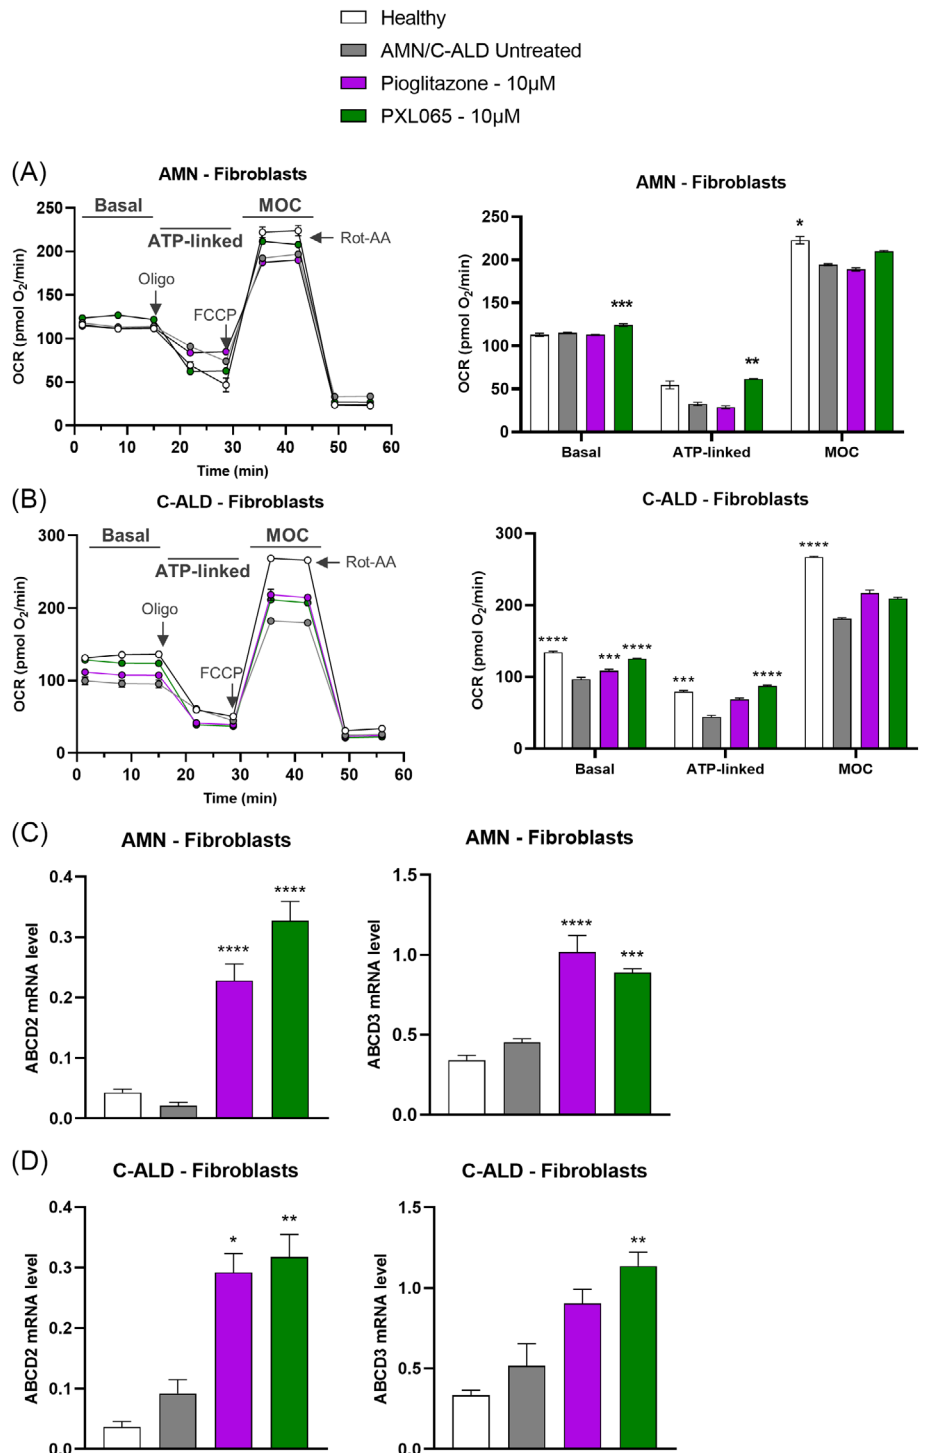 Healthy
AMN/C-ALD Untreated
Pioglitazone - 10µM
PXL065 - 10µM
(A)
AMN - Fibroblasts
Basal
MOC
ATP-linked
Rot-AA
Oligo
FCCP
OCR (pmol O2/min)
250
200
150
100
50
0
0 10 20 30 40 50 60
Time (min)
AMN - Fibroblasts
OCR (pmol O2/min)
250
200
150
100
50
0
***
**
*
Basal ATP-linked MOC
(B)
C-ALD - Fibroblasts
Basal
MOC
ATP-linked
Rot-AA
Oligo
FCCP
OCR (pmol O2/min)
300
200
100
0
0 10 20 30 40 50 60
Time (min)
C-ALD - Fibroblasts
OCR (pmol O2/min)
300
200
100
0
**** *** ****
*** ****
****
Basal ATP-linked MOC
(C)
AMN - Fibroblasts
ABCD2 mRNA level
0.4
0.3
0.2
0.1
0.0
**** ****
AMN - Fibroblasts
ABCD3 mRNA level
1.5
1.0
0.5
0.0
**** ***
(D)
C-ALD - Fibroblasts
ABCD2 mRNA level
0.4
0.3
0.2
0.1
0.0
* **
C-ALD - Fibroblasts
ABCD3 mRNA level
1.5
1.0
0.5
0.0
**